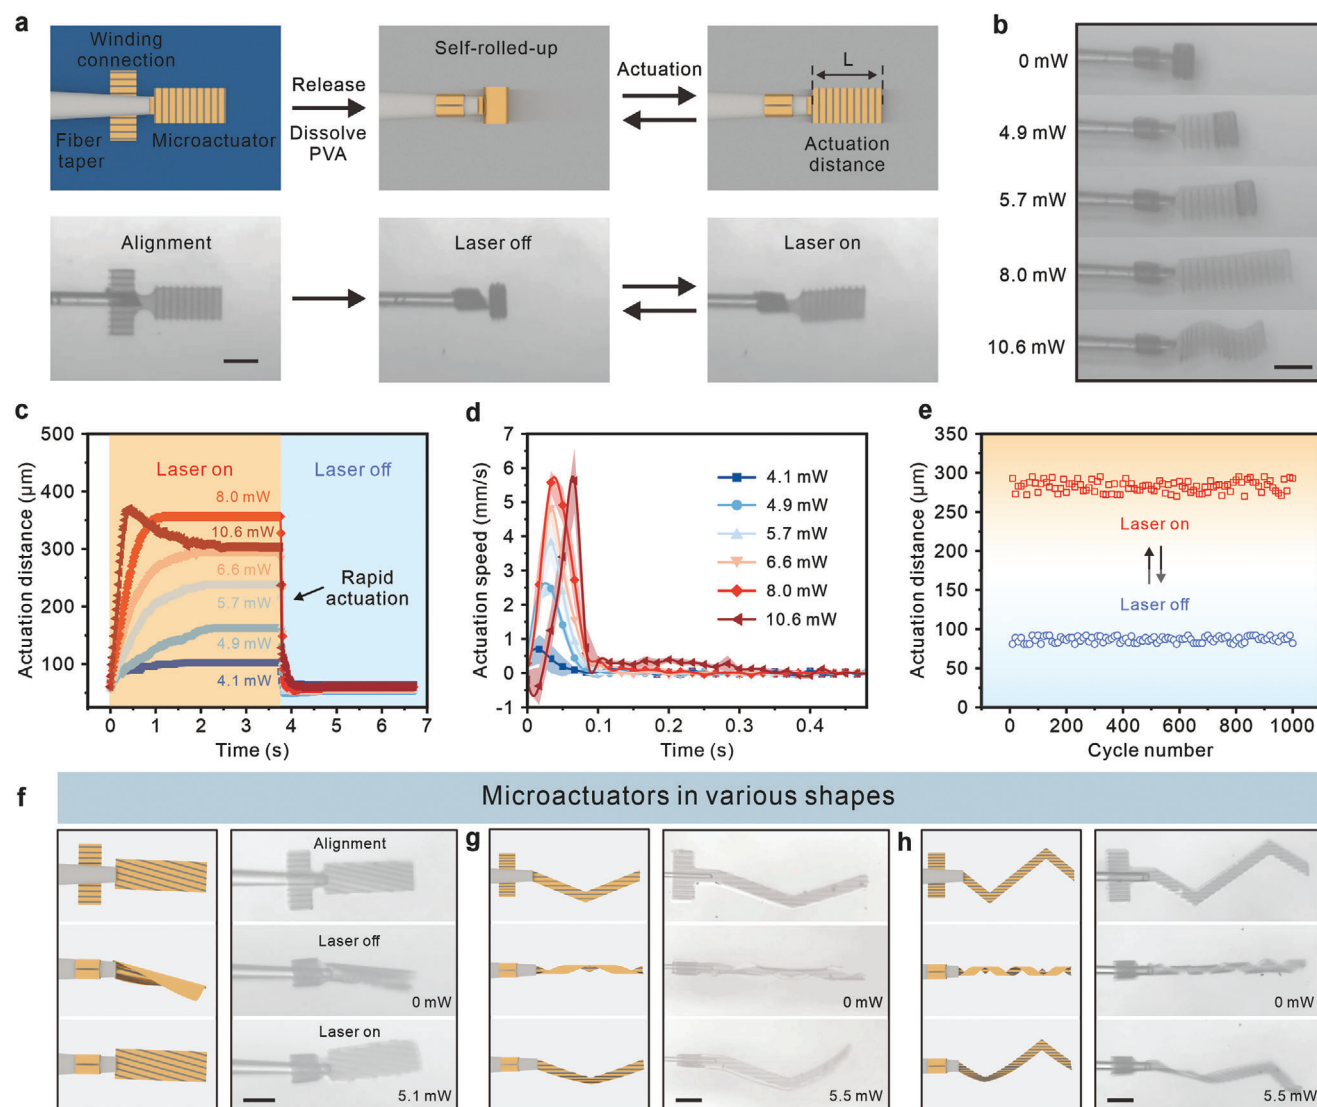 a
Winding
connection
Fiber
taper
Microactuator
Release
Dissolve
PVA
Self-rolled-up
Actuation
L
Actuation
distance
Alignment
Laser off
Laser on
b
0 mW
4.9 mW
5.7 mW
8.0 mW
10.6 mW
c
500
400
300
200
100
Actuation distance (μm)
Laser on
Laser off
8.0 mW
10.6 mW
6.6 mW
5.7 mW
4.9 mW
4.1 mW
Rapid
actuation
0 1 2 3 4 5 6 7
Time (s)
d
7
6
5
4
3
2
1
0
-1
Actuation speed (mm/s)
4.1 mW
4.9 mW
5.7 mW
6.6 mW
8.0 mW
10.6 mW
0.0 0.1 0.2 0.3 0.4
Time (s)
e
350
300
250
200
150
100
50
0
Actuation distance (μm)
Laser on
Laser off
0 200 400 600 800 1000
Cycle number
Microactuators in various shapes
f
Alignment
Laser off
0 mW
Laser on
5.1 mW
g
0 mW
5.5 mW
h
0 mW
5.5 mW